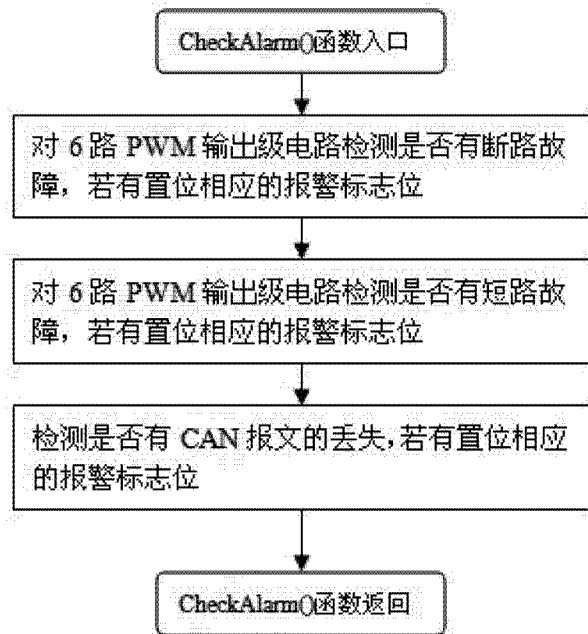 CheckAlarm()函数入口
对 6 路 PWM 输出级电路检测是否有断路故
障，若有置位相应的报警标志位
对 6 路 PWM 输出级电路检测是否有短路故
障，若有置位相应的报警标志位
检测是否有 CAN 报文的丢失，若有置位相应
的报警标志位
CheckAlarm()函数返回